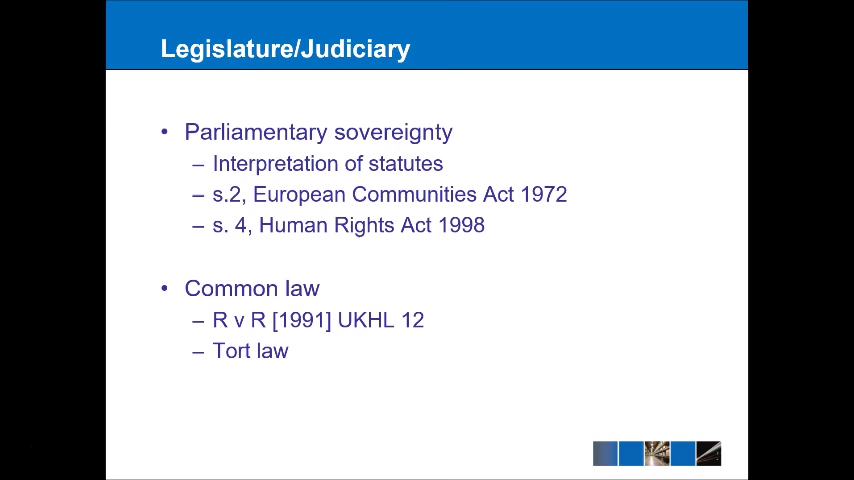 Legislature/Judiciary
• Parliamentary sovereignty
– Interpretation of statutes
– s.2, European Communities Act 1972
– s. 4, Human Rights Act 1998
• Common law
– R v R [1991] UKHL 12
– Tort law